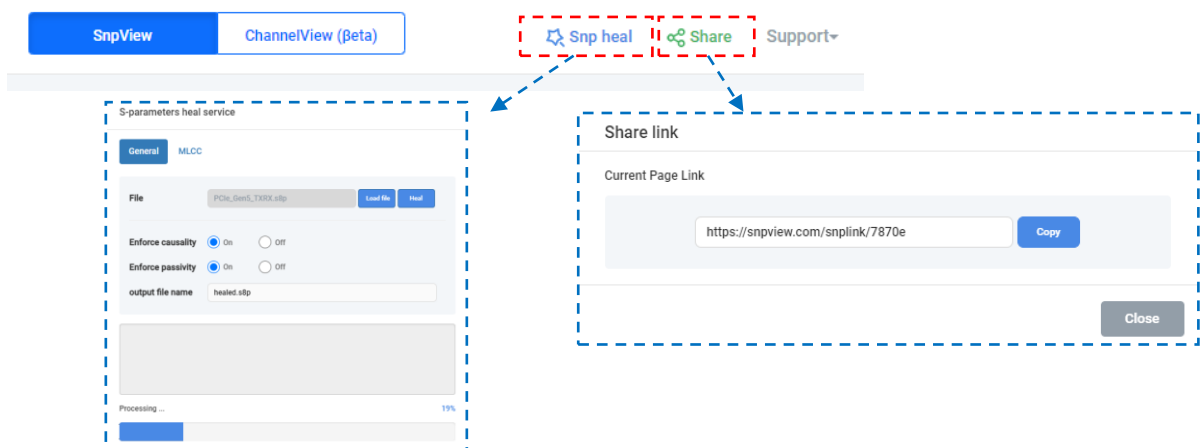 SnpView ChannelView (βeta) Snp heal Share Support
S-parameters heal service
General MLCC
File PCIe_Gen5_TXRX.s8p Load file Heal
Enforce causality On Off
Enforce passivity On Off
output file name healed.s8p
Processing ... 19%
Share link
Current Page Link
https://snpview.com/snplink/7870e Copy
Close